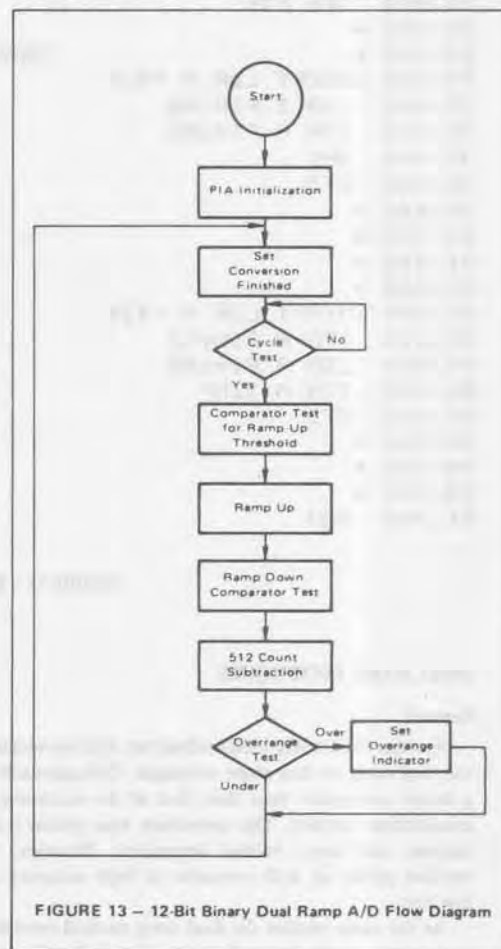 Start
PIA Initialization
Set
Conversion
Finished
Cycle
Test
No
Yes
Comparator Test
for Ramp-Up
Threshold
Ramp Up
Ramp Down
Comparator Test
512 Count
Subtraction
Overrange
Test
Over
Set
Overrange
Indicator
Under
FIGURE 13 – 12-Bit Binary Dual Ramp A/D Flow Diagram